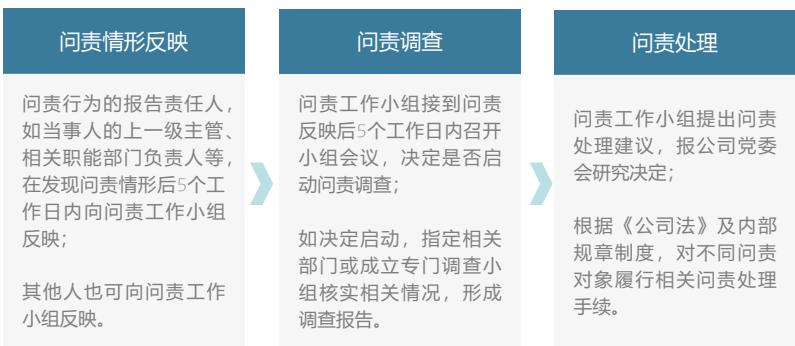 问责情形反映
问责行为的报告责任人，
如当事人的上一级主管、
相关职能部门负责人等，
在发现问责情形后5个工
作日内向问责工作小组
反映；
其他人也可向问责工作
小组反映。
问责调查
问责工作小组接到问责
反映后5个工作日内召开
小组会议，决定是否启
动问责调查；
如决定启动，指定相关
部门或成立专门调查小
组核实相关情况，形成
调查报告。
问责处理
问责工作小组提出问责
处理建议，报公司党委
会研究决定；
根据《公司法》及内部
规章制度，对不同问责
对象履行相关问责处理
手续。